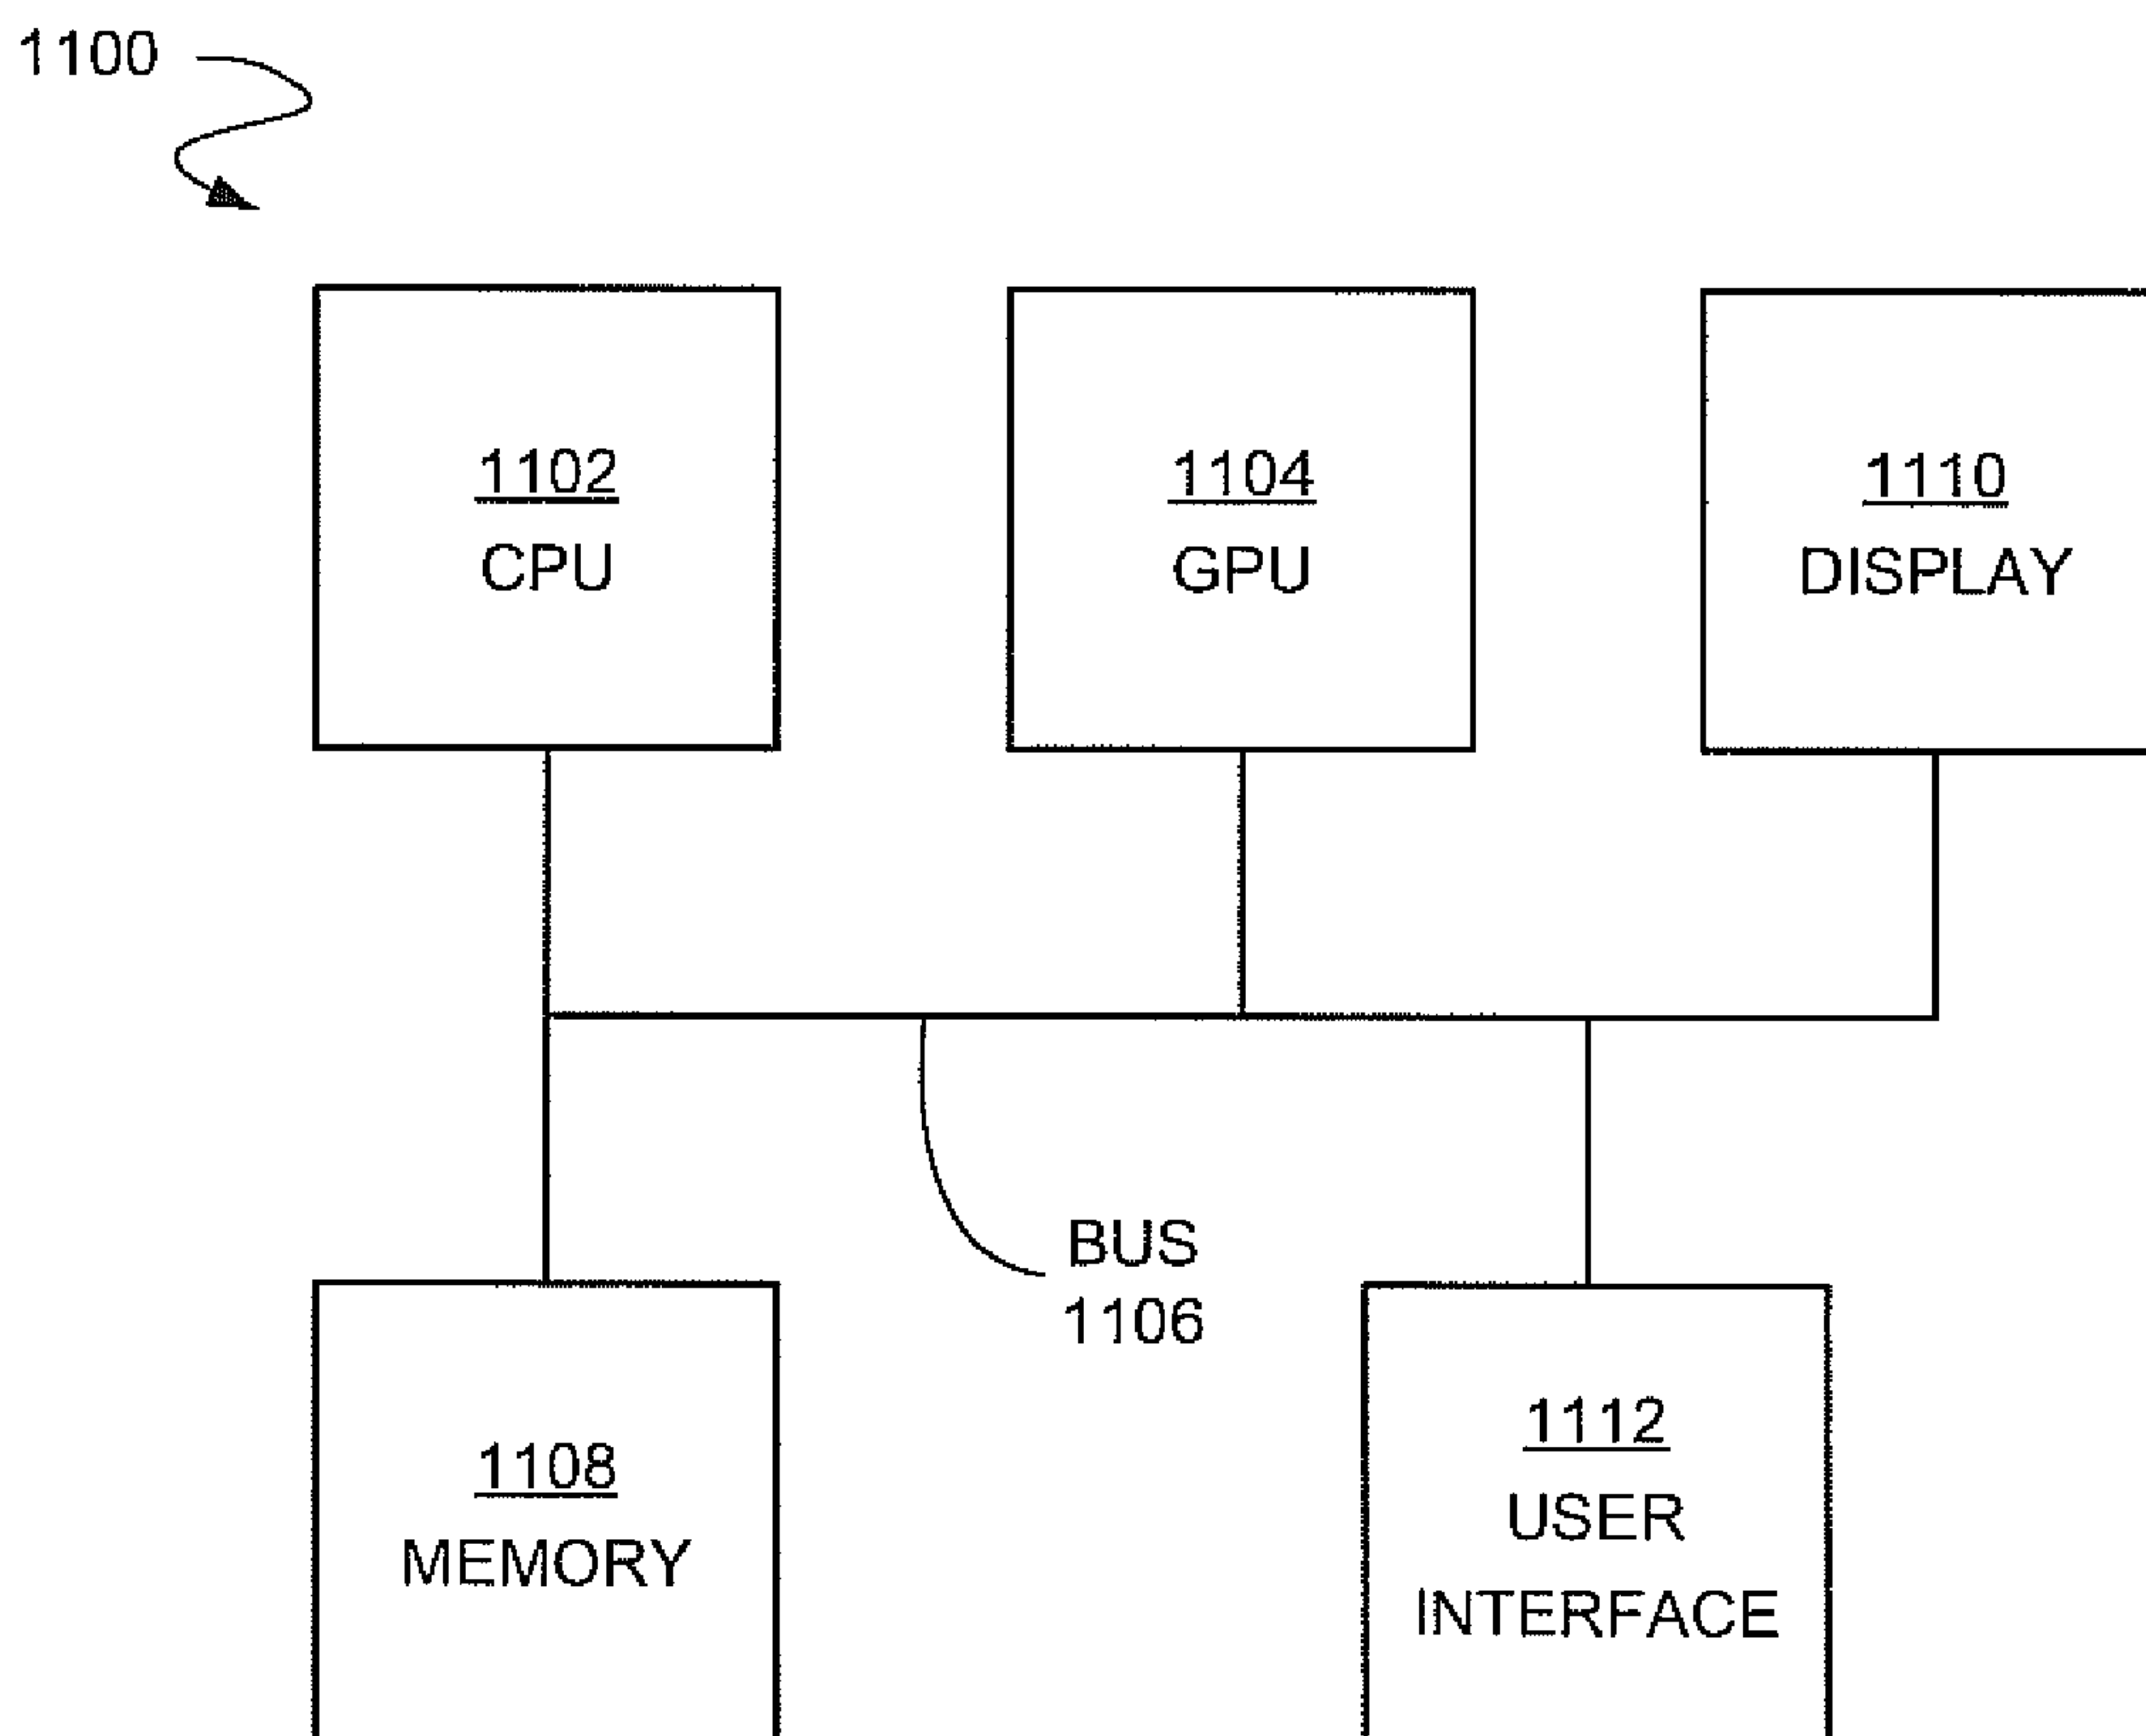 1100
1102
CPU
1104
GPU
1110
DISPLAY
BUS
1106
1108
MEMORY
1112
USER
INTERFACE